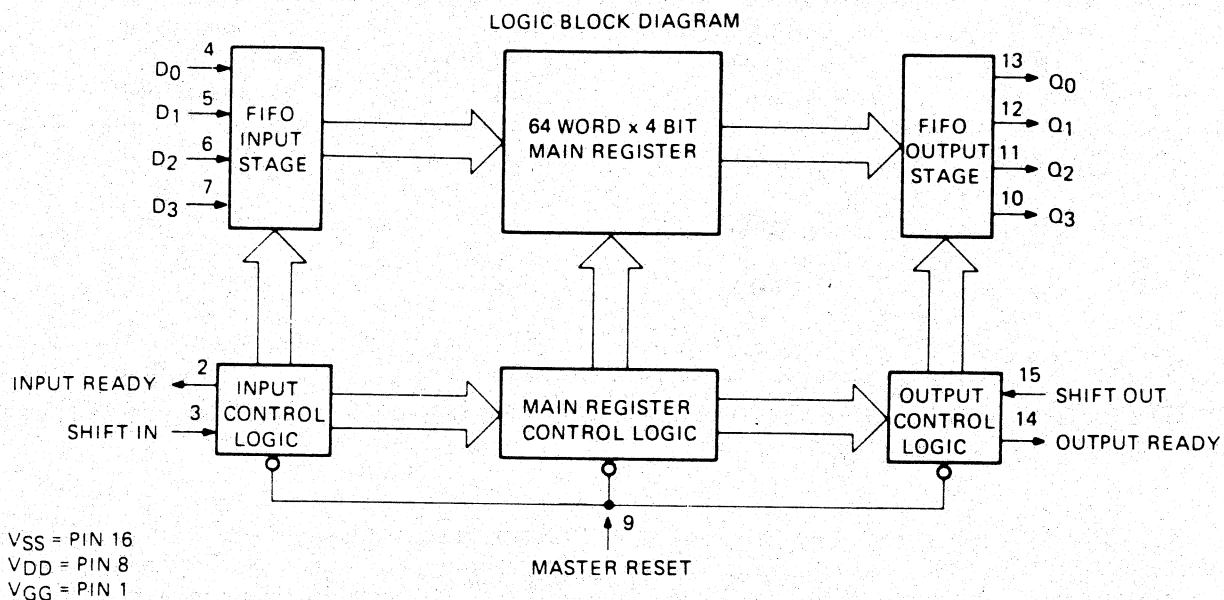 LOGIC BLOCK DIAGRAM
D0 4
D1 5
D2 6
D3 7
FIFO
INPUT
STAGE
64 WORD x 4 BIT
MAIN REGISTER
FIFO
OUTPUT
STAGE
13 Q0
12 Q1
11 Q2
10 Q3
INPUT READY 2
SHIFT IN 3
INPUT
CONTROL
LOGIC
MAIN REGISTER
CONTROL LOGIC
OUTPUT
CONTROL
LOGIC
15 SHIFT OUT
14 OUTPUT READY
9
MASTER RESET
VSS = PIN 16
VDD = PIN 8
VGG = PIN 1